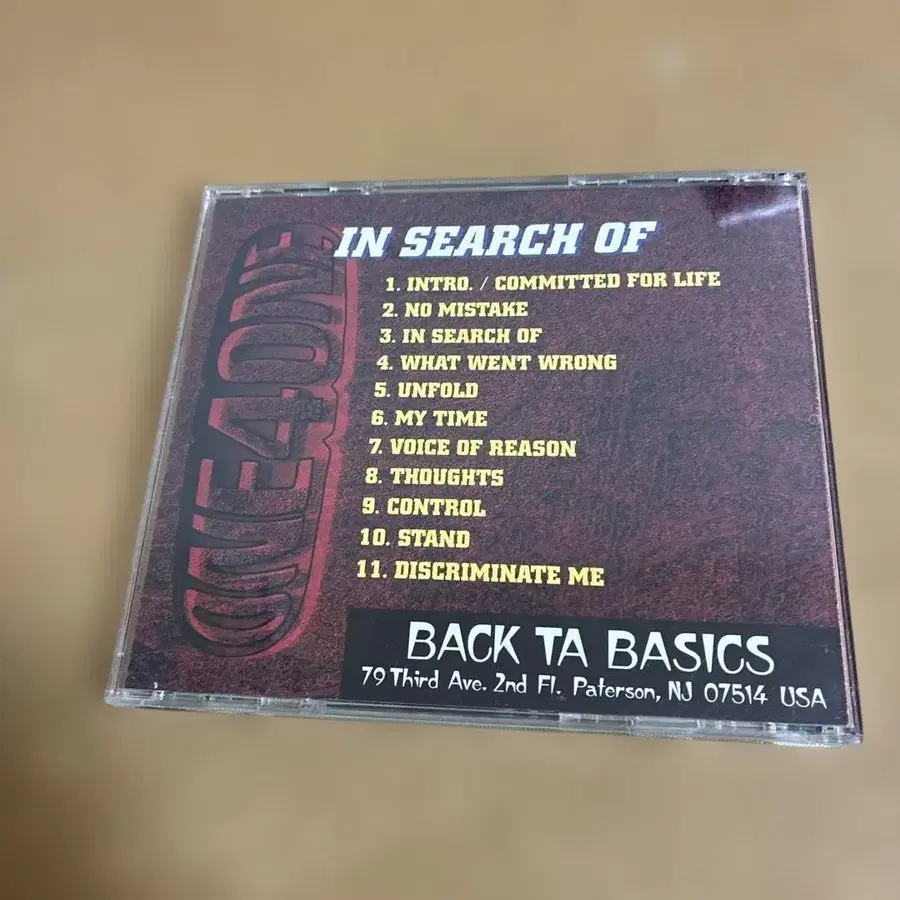 ONE4ONE
IN SEARCH OF
1. INTRO. / COMMITTED FOR LIFE
2. NO MISTAKE
3. IN SEARCH OF
4. WHAT WENT WRONG
5. UNFOLD
6. MY TIME
7. VOICE OF REASON
8. THOUGHTS
9. CONTROL
10. STAND
11. DISCRIMINATE ME
BACK TA BASICS
79 Third Ave. 2nd Fl. Paterson, NJ 07514 USA